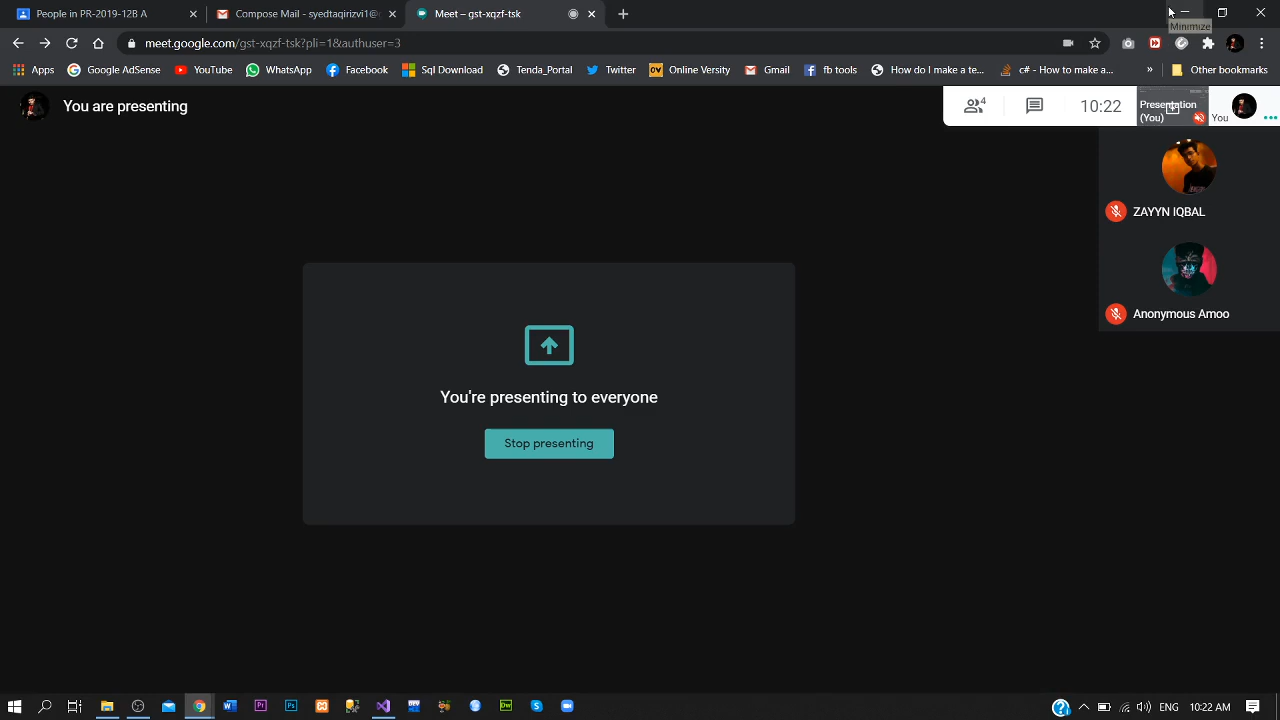 People in PR-2019-12B A
Compose Mail - syedtaqirizvi1@
Meet – gst-xqzf-tsk
Minimize
meet.google.com/gst-xqzf-tsk?pli=1&authuser=3
Apps
Google AdSense
YouTube
WhatsApp
Facebook
Sql Download
Tenda_Portal
Twitter
Online Versity
Gmail
fb tools
How do I make a te...
c# - How to make a...
»
Other bookmarks
You are presenting
4
10:22
Presentation
(You)
You
ZAYYN IQBAL
Anonymous Amoo
You're presenting to everyone
Stop presenting
ENG
10:22 AM